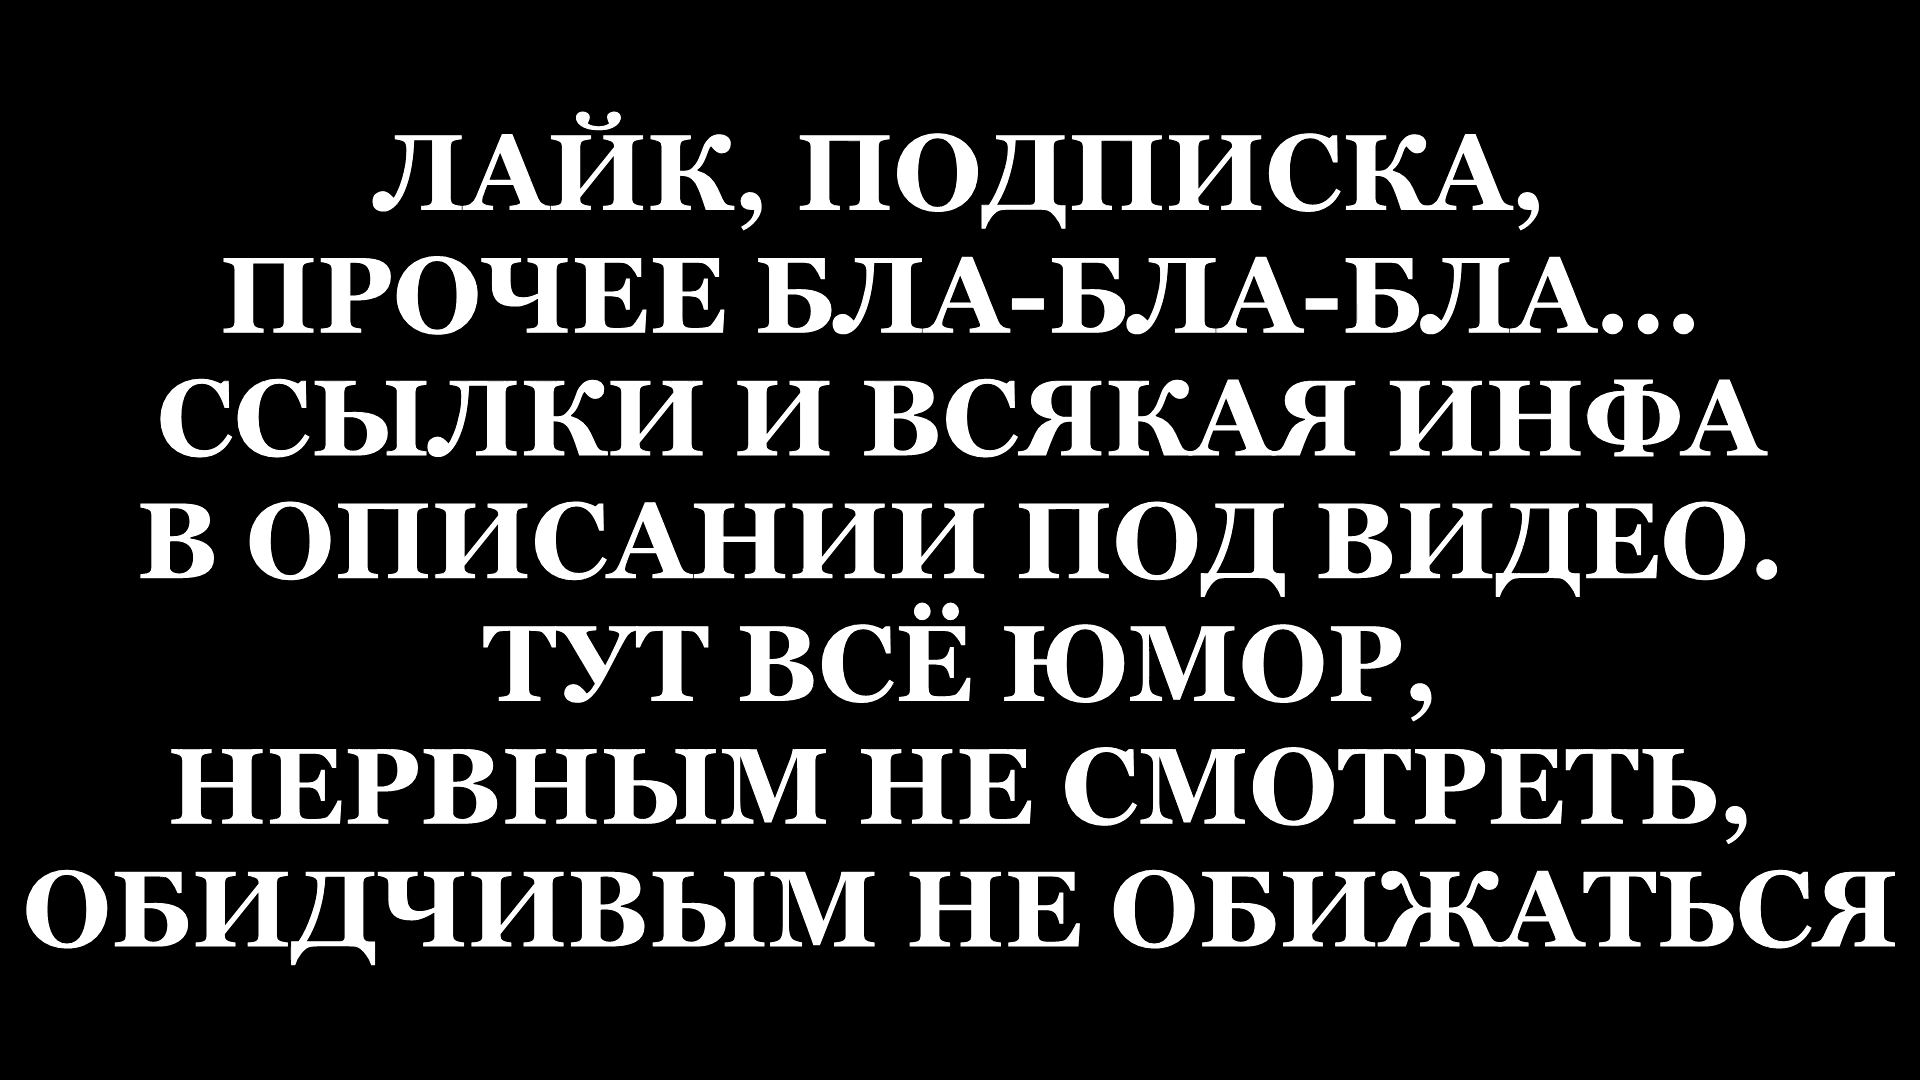 ЛАЙК, ПОДПИСКА,
ПРОЧЕЕ БЛА-БЛА-БЛА...
ССЫЛКИ И ВСЯКАЯ ИНФА
В ОПИСАНИИ ПОД ВИДЕО.
ТУТ ВСЁ ЮМОР,
НЕРВНЫМ НЕ СМОТРЕТЬ,
ОБИДЧИВЫМ НЕ ОБИЖАТЬСЯ